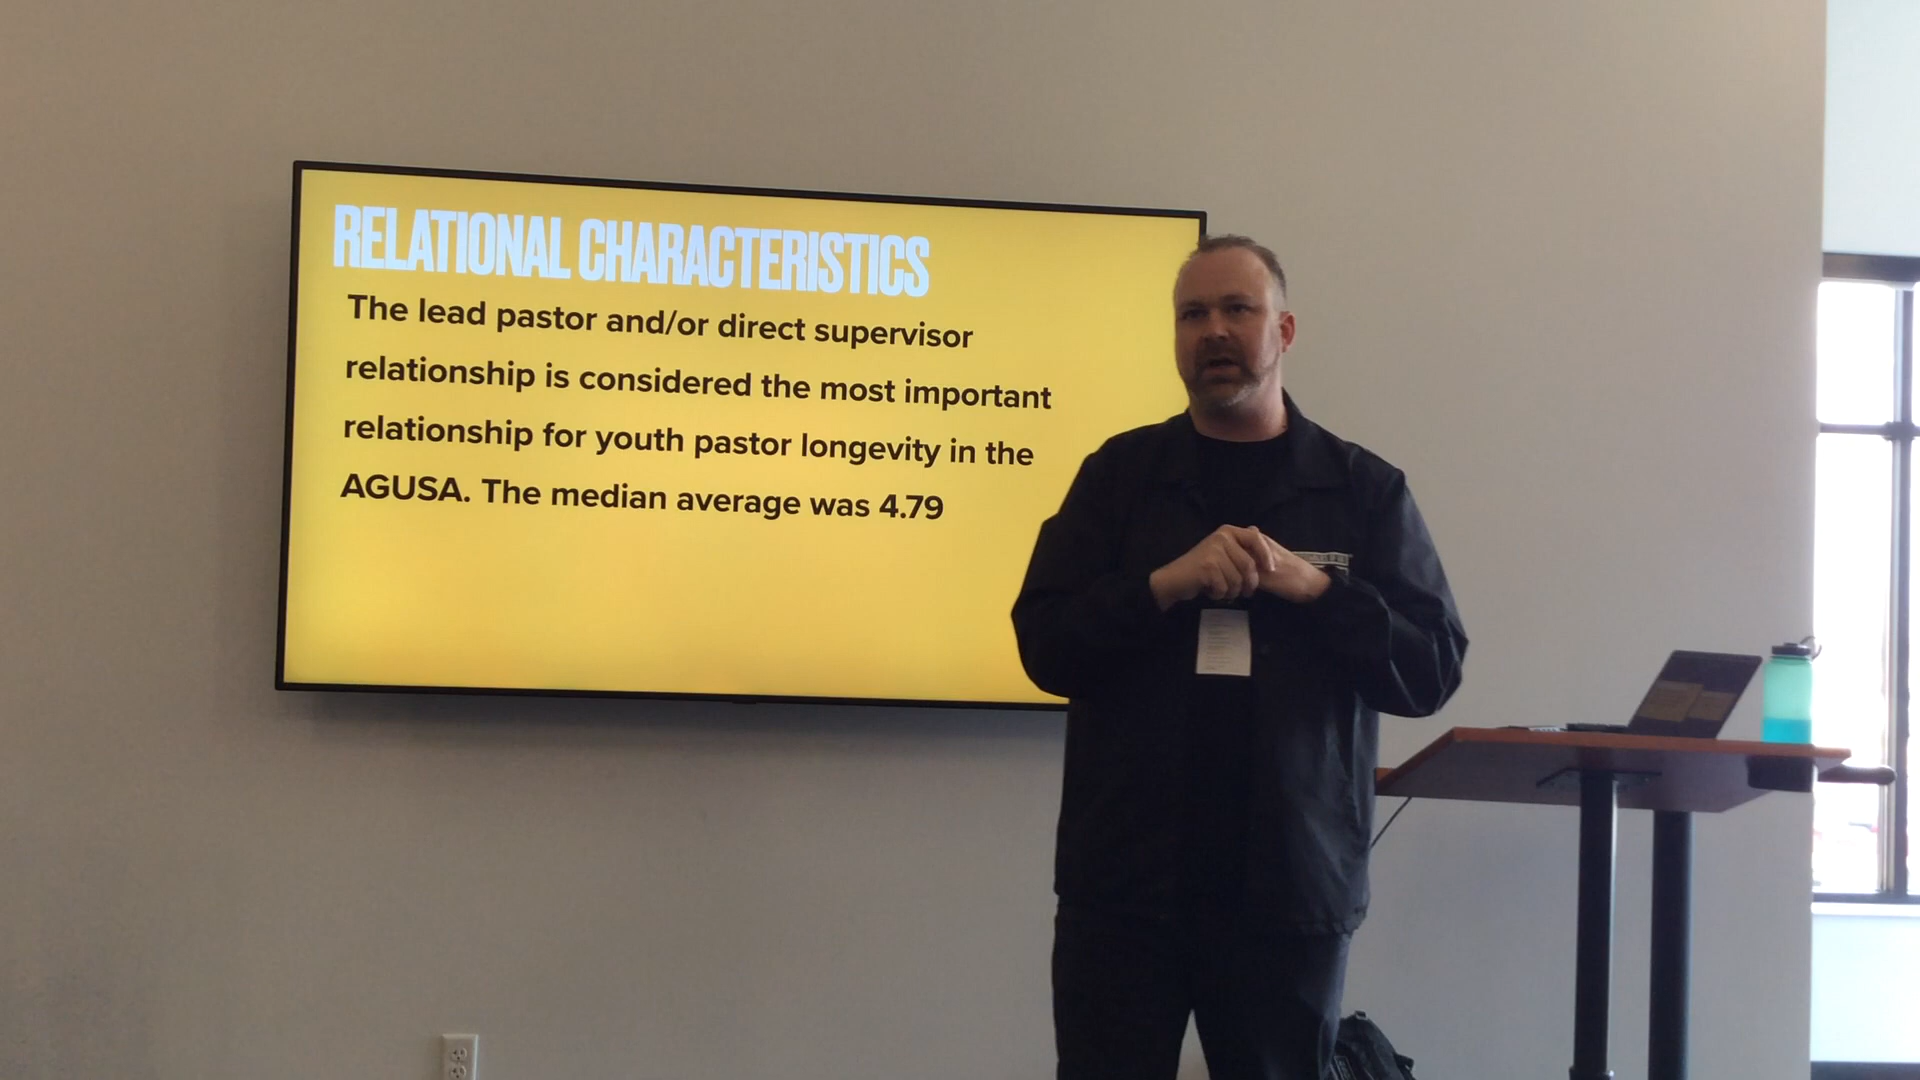 RELATIONAL CHARACTERISTICS
The lead pastor and/or direct supervisor
relationship is considered the most important
relationship for youth pastor longevity in the
AGUSA. The median average was 4.79